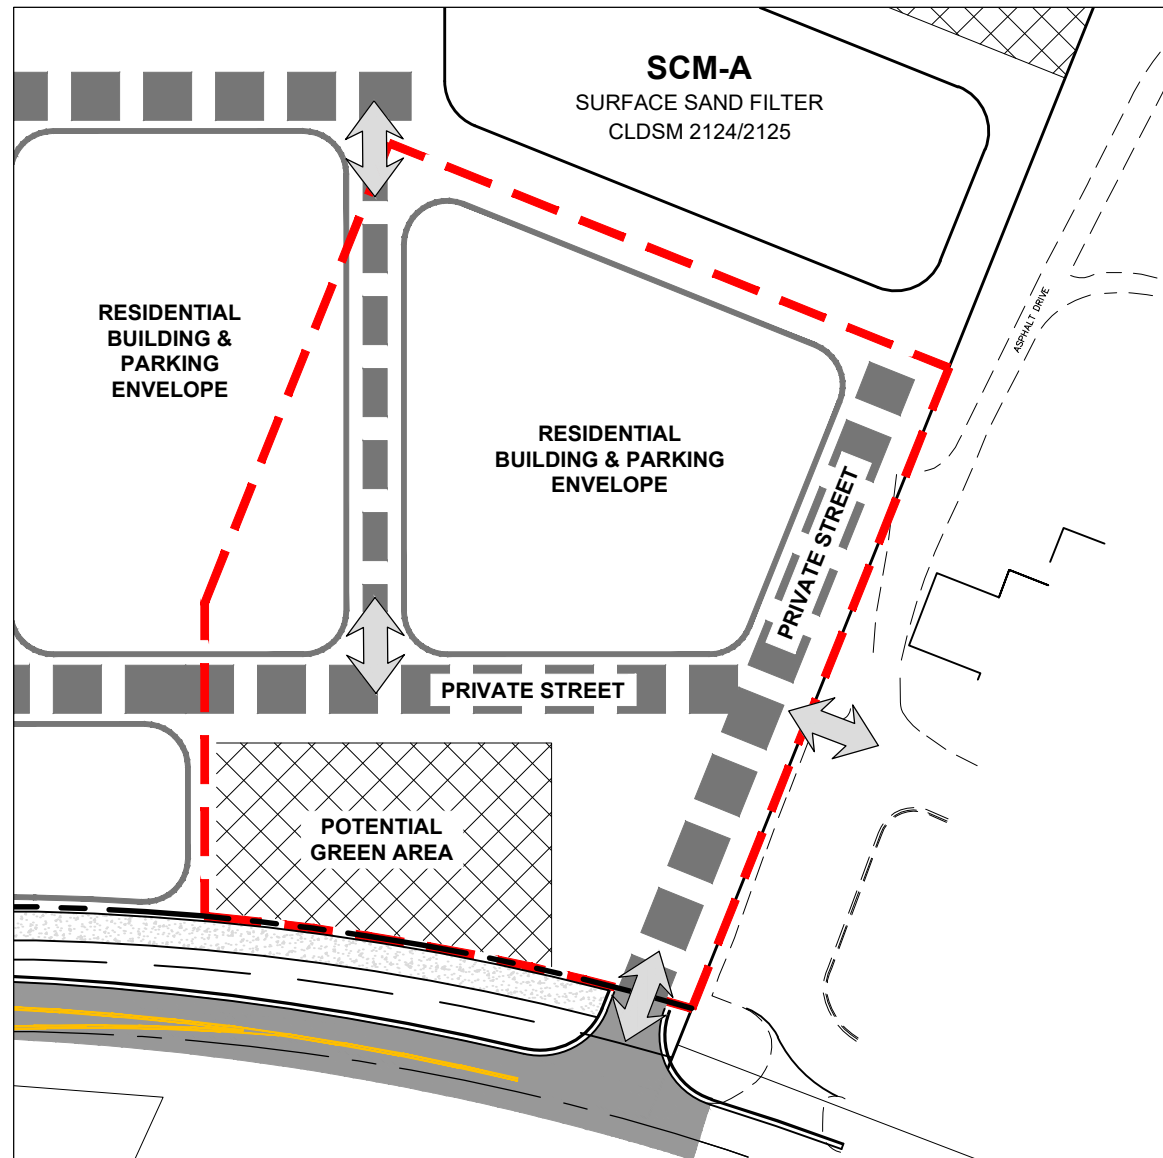 SCM-A
SURFACE SAND FILTER
CLDSM 2124/2125
ASPHALT DRIVE
RESIDENTIAL
BUILDING &
PARKING
ENVELOPE
RESIDENTIAL
BUILDING & PARKING
ENVELOPE
PRIVATE STREET
PRIVATE STREET
POTENTIAL
GREEN AREA